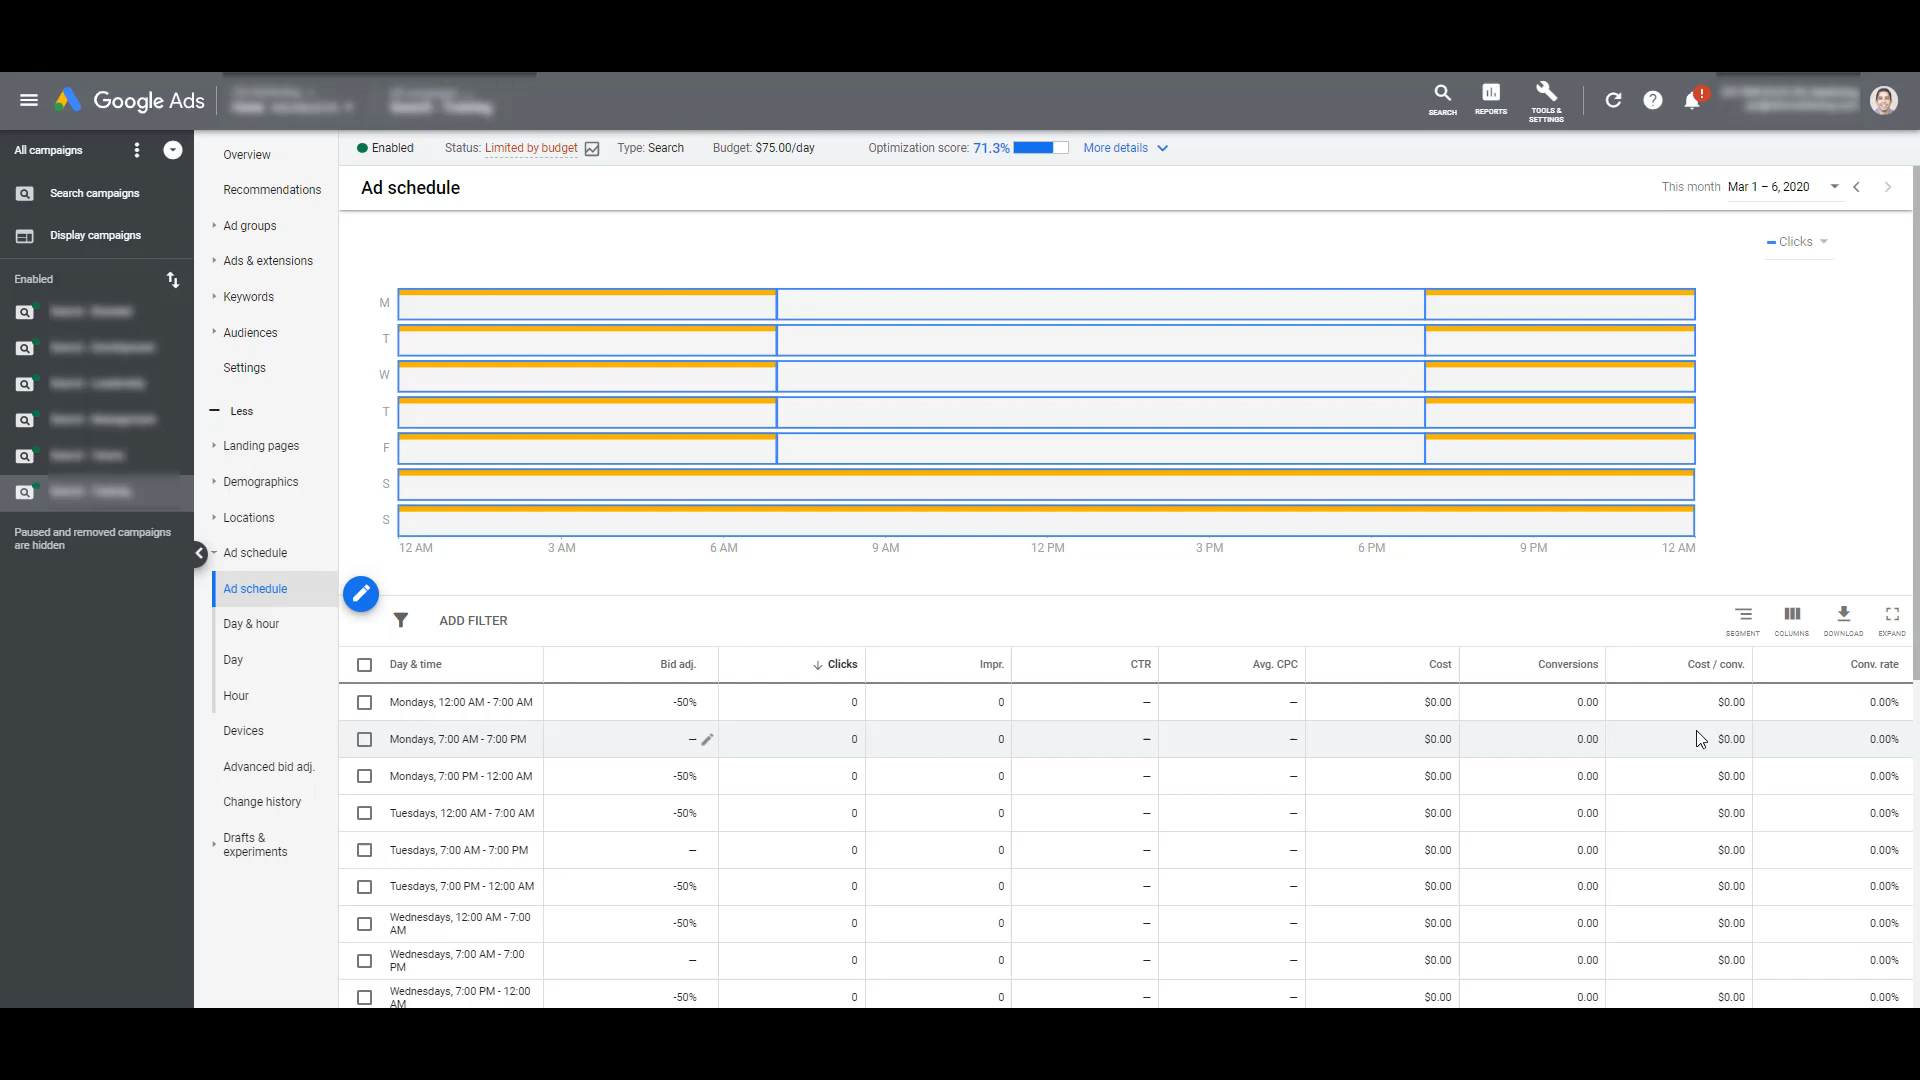 Google Ads
SEARCH
REPORTS
TOOLS &
SETTINGS
!
All campaigns
Search campaigns
Display campaigns
Enabled
Paused and removed campaigns
are hidden
Overview
Recommendations
Ad groups
Ads & extensions
Keywords
Audiences
Settings
Less
Landing pages
Demographics
Locations
Ad schedule
Ad schedule
Day & hour
Day
Hour
Devices
Advanced bid adj.
Change history
Drafts &
experiments
Enabled Status: Limited by budget Type: Search Budget: $75.00/day Optimization score: 71.3% More details
Ad schedule
This month Mar 1 – 6, 2020
Clicks
M
T
W
T
F
S
S
12 AM 3 AM 6 AM 9 AM 12 PM 3 PM 6 PM 9 PM 12 AM
ADD FILTER
SEGMENT COLUMNS DOWNLOAD EXPAND
Day & time Bid adj. Clicks Impr. CTR Avg. CPC Cost Conversions Cost / conv. Conv. rate
Mondays, 12:00 AM - 7:00 AM -50% 0 0 — — $0.00 0.00 $0.00 0.00%
Mondays, 7:00 AM - 7:00 PM — 0 0 — — $0.00 0.00 $0.00 0.00%
Mondays, 7:00 PM - 12:00 AM -50% 0 0 — — $0.00 0.00 $0.00 0.00%
Tuesdays, 12:00 AM - 7:00 AM -50% 0 0 — — $0.00 0.00 $0.00 0.00%
Tuesdays, 7:00 AM - 7:00 PM — 0 0 — — $0.00 0.00 $0.00 0.00%
Tuesdays, 7:00 PM - 12:00 AM -50% 0 0 — — $0.00 0.00 $0.00 0.00%
Wednesdays, 12:00 AM - 7:00
AM
-50% 0 0 — — $0.00 0.00 $0.00 0.00%
Wednesdays, 7:00 AM - 7:00
PM
— 0 0 — — $0.00 0.00 $0.00 0.00%
Wednesdays, 7:00 PM - 12:00
AM
-50% 0 0 — — $0.00 0.00 $0.00 0.00%